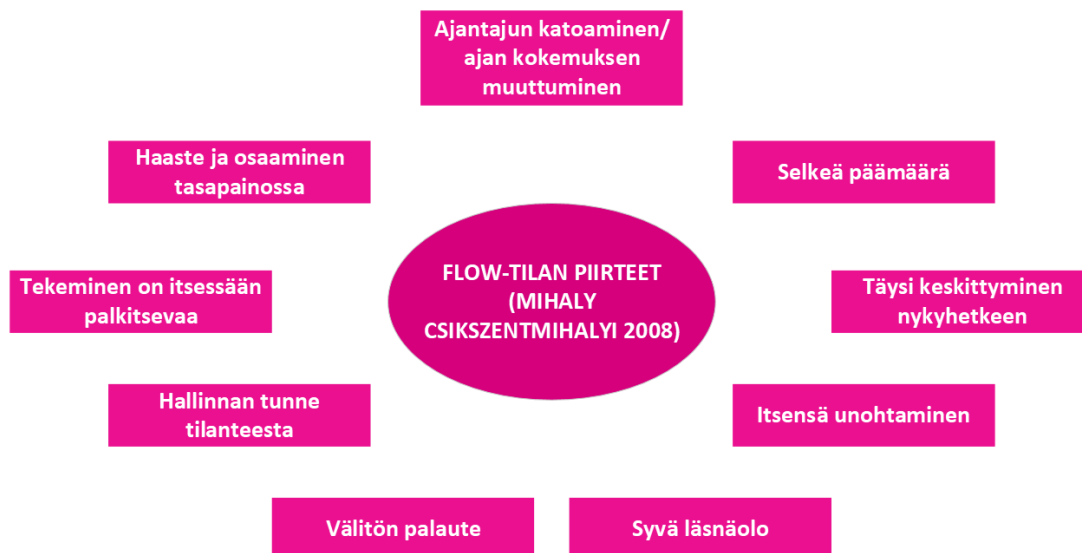 Ajantajun katoaminen/
ajan kokemuksen
muuttuminen
Haaste ja osaaminen
tasapainossa
Selkeä päämäärä
FLOW-TILAN PIIRTEET
(MIHALY
CSIKSZENTMIHALYI 2008)
Tekeminen on itsessään
palkitsevaa
Täysi keskittyminen
nykyhetkeen
Hallinnan tunne
tilanteesta
Itsensä unohtaminen
Välitön palaute
Syvä läsnäolo